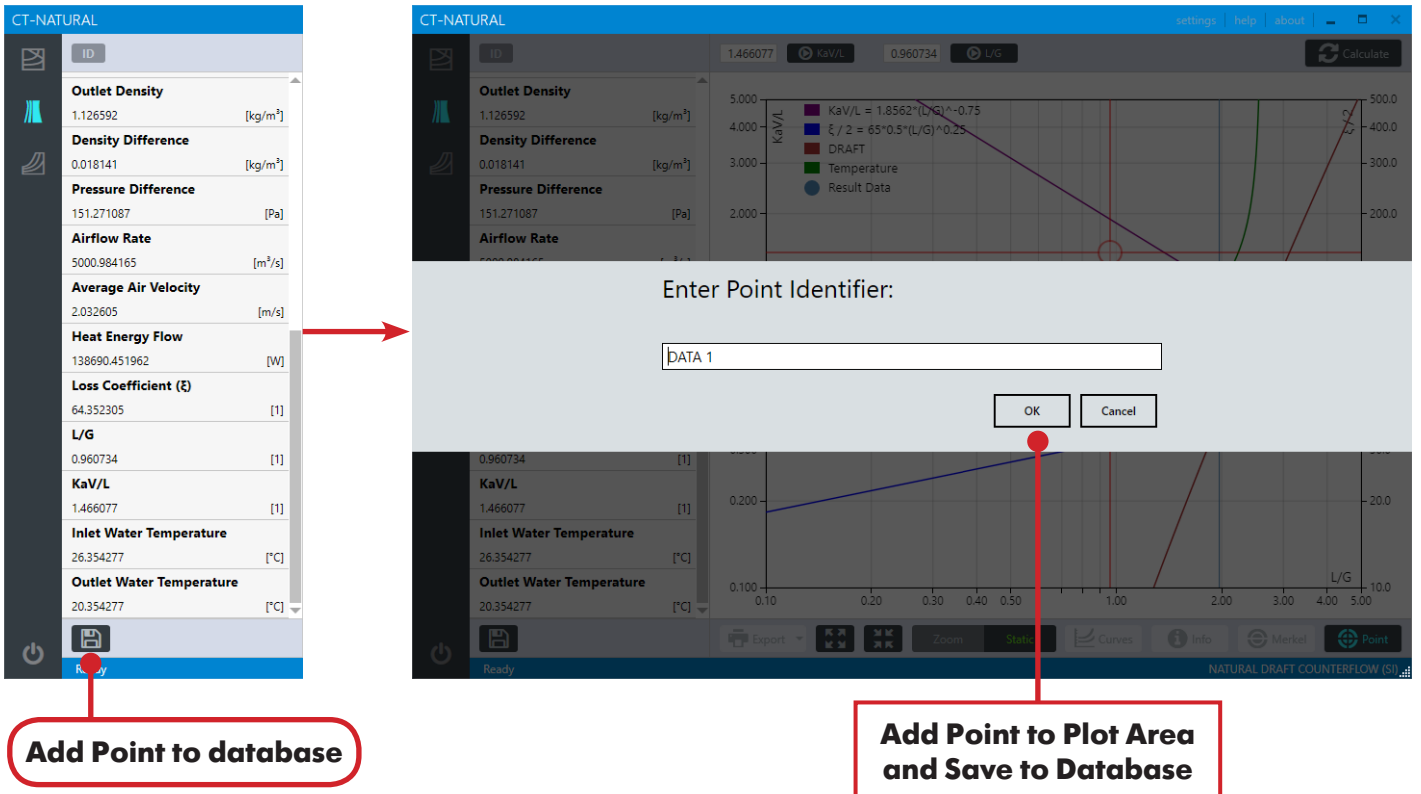 CT-NATURAL
ID
Outlet Density
1.126592 [kg/m³]
Density Difference
0.018141 [kg/m³]
Pressure Difference
151.271087 [Pa]
Airflow Rate
5000.984165 [m³/s]
Average Air Velocity
2.032605 [m/s]
Heat Energy Flow
138690.451962 [W]
Loss Coefficient (ξ)
64.352305 [1]
L/G
0.960734 [1]
KaV/L
1.466077 [1]
Inlet Water Temperature
26.354277 [°C]
Outlet Water Temperature
20.354277 [°C]
Ready
Add Point to database
CT-NATURAL settings help about
ID
1.466077 KaV/L 0.960734 L/G Calculate
Outlet Density
1.126592 [kg/m³]
Density Difference
0.018141 [kg/m³]
Pressure Difference
151.271087 [Pa]
Airflow Rate
5.000
4.000
3.000
2.000
KaV/L
KaV/L = 1.8562*(L/G)^-0.75
ξ / 2 = 65*0.5*(L/G)^0.25
DRAFT
Temperature
Result Data
500.0
400.0
300.0
200.0
ξ / 2
Enter Point Identifier:
DATA 1
OK Cancel
0.960734 [1]
KaV/L
1.466077 [1]
Inlet Water Temperature
26.354277 [°C]
Outlet Water Temperature
20.354277 [°C]
0.200
0.100
20.0
10.0
L/G
0.10 0.20 0.30 0.40 0.50 1.00 2.00 3.00 4.00 5.00
Export Zoom Static Curves Info Merkel Point
Ready NATURAL DRAFT COUNTERFLOW (SI)
Add Point to Plot Area
and Save to Database